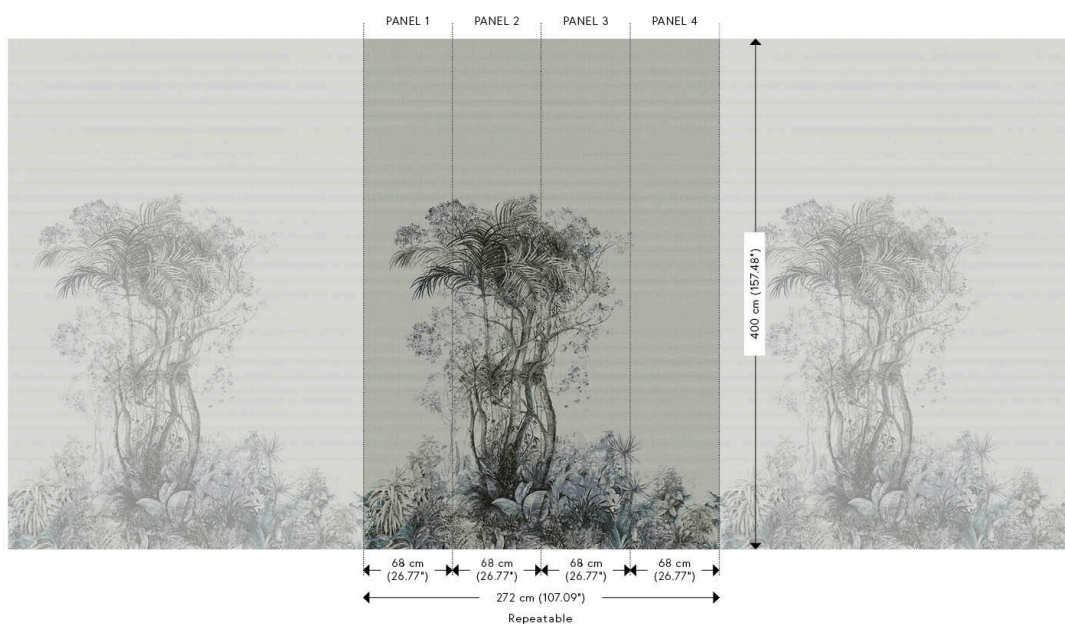 PANEL 1
PANEL 2
PANEL 3
PANEL 4
400 cm (157.48")
68 cm
(26.77")
68 cm
(26.77")
68 cm
(26.77")
68 cm
(26.77")
272 cm (107.09")
Repeatable